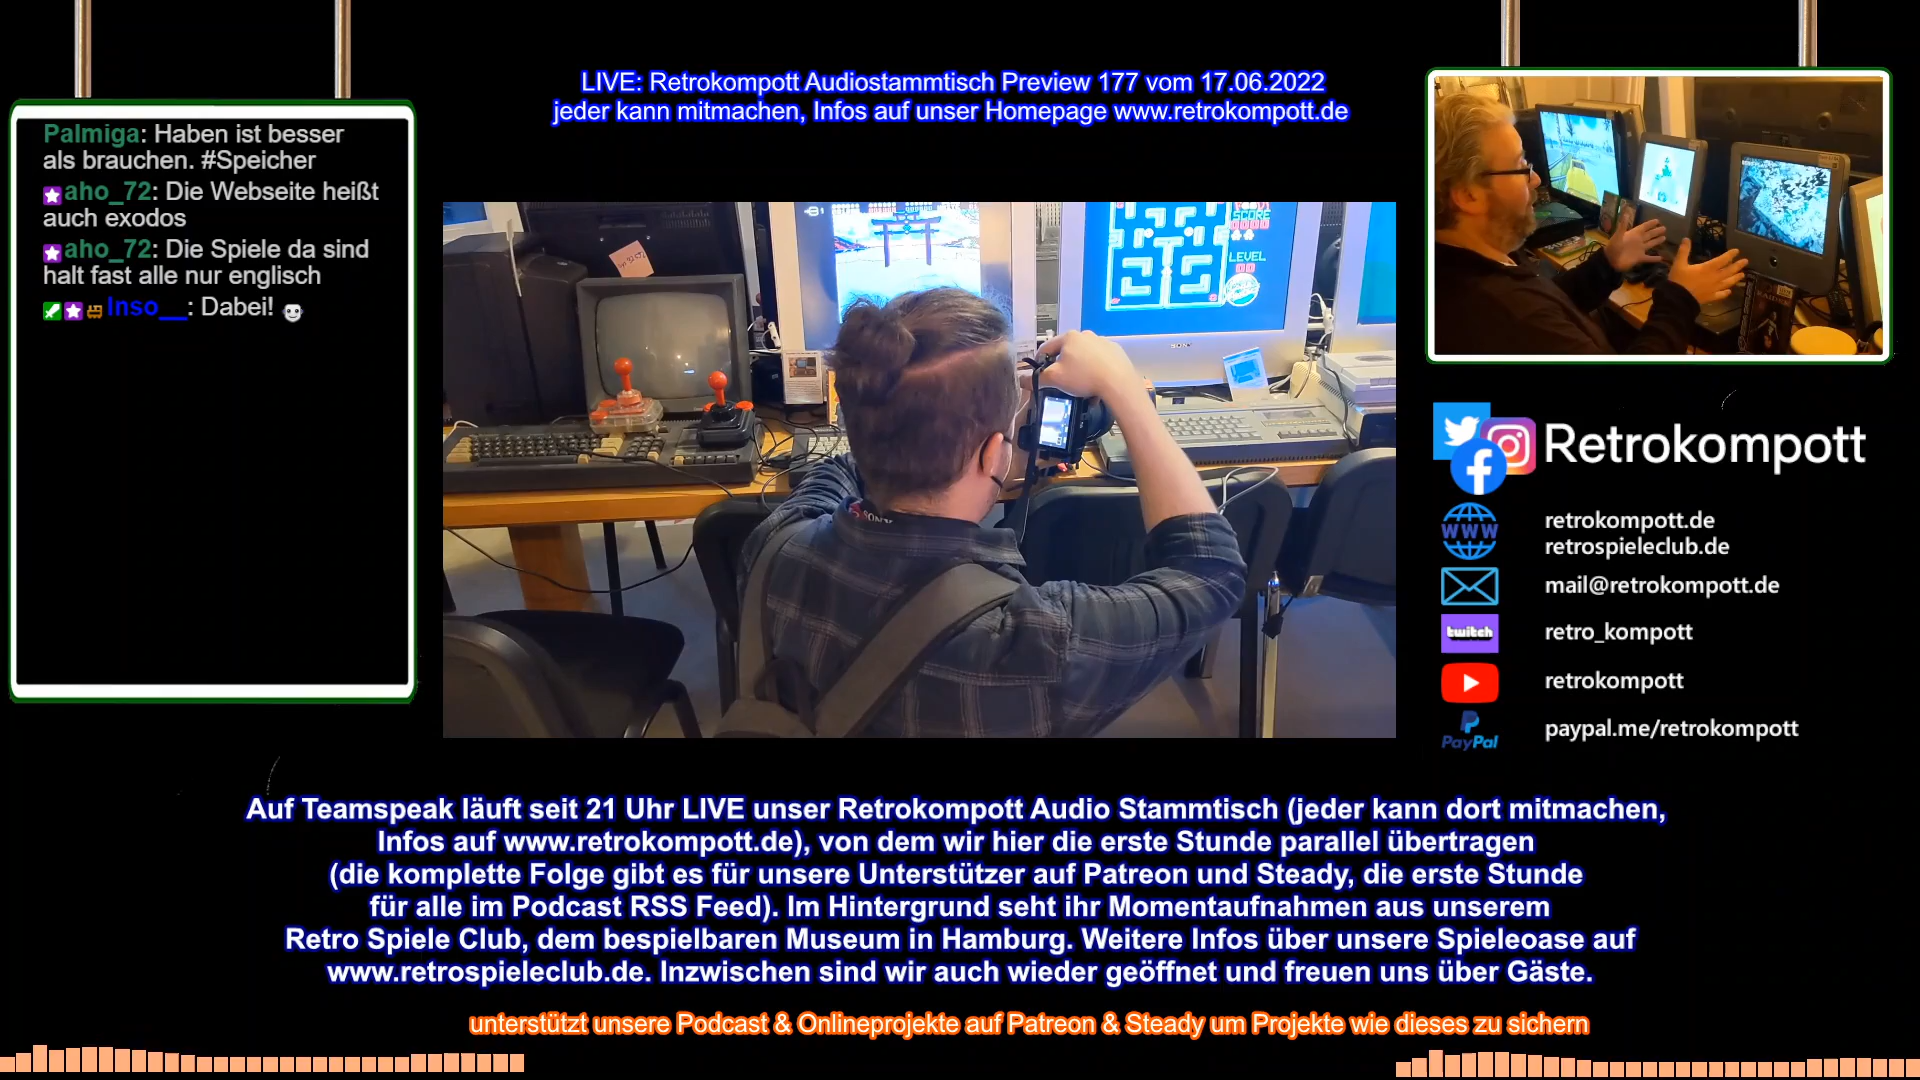 LIVE: Retrokompott Audiostammtisch Preview 177 vom 17.06.2022
jeder kann mitmachen, Infos auf unser Homepage www.retrokompott.de
Palmiga: Haben ist besser
als brauchen. #Speicher
aho_72: Die Webseite heißt
auch exodos
aho_72: Die Spiele da sind
halt fast alle nur englisch
Inso__: Dabei!
SCORE
LEVEL
SONY
SONY
Retrokompott
www
retrokompott.de
retrospieleclub.de
mail@retrokompott.de
twitch
retro_kompott
retrokompott
PayPal
paypal.me/retrokompott
Auf Teamspeak läuft seit 21 Uhr LIVE unser Retrokompott Audio Stammtisch (jeder kann dort mitmachen,
Infos auf www.retrokompott.de), von dem wir hier die erste Stunde parallel übertragen
(die komplette Folge gibt es für unsere Unterstützer auf Patreon und Steady, die erste Stunde
für alle im Podcast RSS Feed). Im Hintergrund seht ihr Momentaufnahmen aus unserem
Retro Spiele Club, dem bespielbaren Museum in Hamburg. Weitere Infos über unsere Spieleoase auf
www.retrospieleclub.de. Inzwischen sind wir auch wieder geöffnet und freuen uns über Gäste.
unterstützt unsere Podcast & Onlineprojekte auf Patreon & Steady um Projekte wie dieses zu sichern